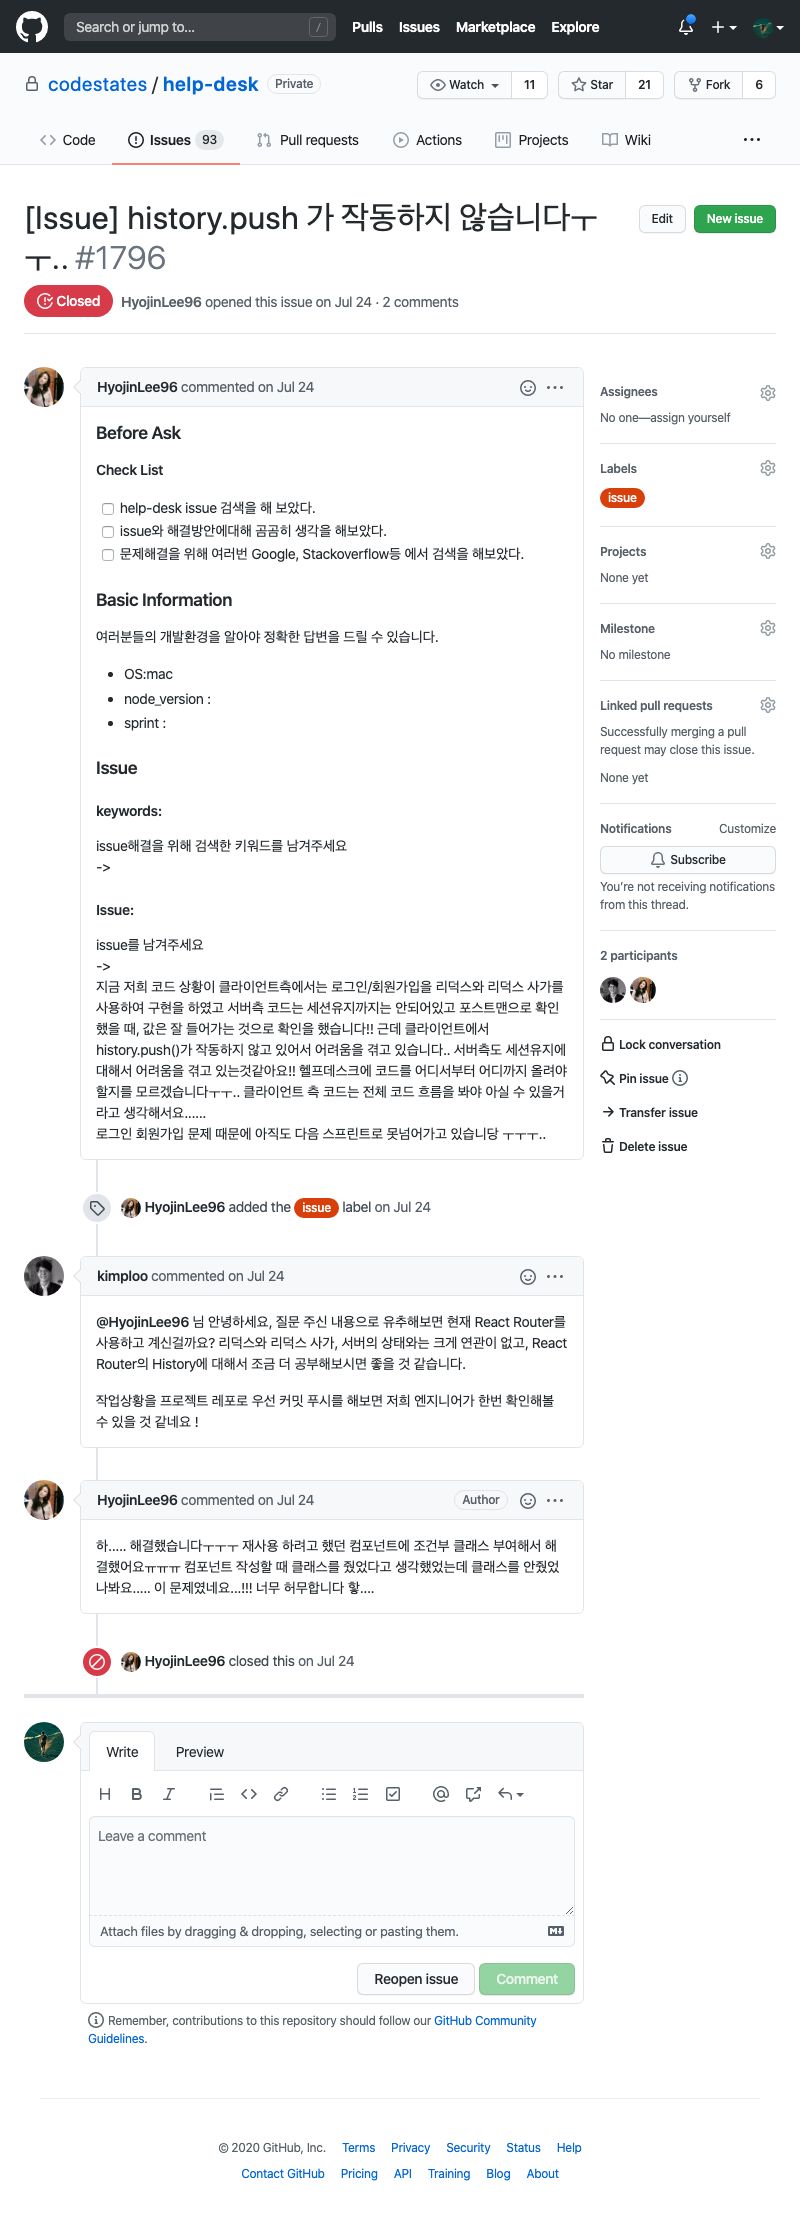 Search or jump to... /
Pulls Issues Marketplace Explore
codestates / help-desk Private
Watch 11 Star 21 Fork 6
Code Issues 93 Pull requests Actions Projects Wiki ...
[Issue] history.push 가 작동하지 않습니다ㅜ
ㅜ.. #1796
Edit New issue
Closed HyojinLee96 opened this issue on Jul 24 · 2 comments
HyojinLee96 commented on Jul 24
Before Ask
Check List
help-desk issue 검색을 해 보았다.
issue와 해결방안에대해 곰곰히 생각을 해보았다.
문제해결을 위해 여러번 Google, Stackoverflow등 에서 검색을 해보았다.
Basic Information
여러분들의 개발환경을 알아야 정확한 답변을 드릴 수 있습니다.
• OS:mac
• node_version :
• sprint :
Issue
keywords:
issue해결을 위해 검색한 키워드를 남겨주세요
->
Issue:
issue를 남겨주세요
->
지금 저희 코드 상황이 클라이언트측에서는 로그인/회원가입을 리덕스와 리덕스 사가를
사용하여 구현을 하였고 서버측 코드는 세션유지까지는 안되어있고 포스트맨으로 확인
했을 때, 값은 잘 들어가는 것으로 확인을 했습니다!! 근데 클라이언트에서
history.push()가 작동하지 않고 있어서 어려움을 겪고 있습니다.. 서버측도 세션유지에
대해서 어려움을 겪고 있는것같아요!! 헬프데스크에 코드를 어디서부터 어디까지 올려야
할지를 모르겠습니다ㅜㅜ.. 클라이언트 측 코드는 전체 코드 흐름을 봐야 아실 수 있을거
라고 생각해서요......
로그인 회원가입 문제 때문에 아직도 다음 스프린트로 못넘어가고 있습니당 ㅜㅜㅜ..
Assignees
No one—assign yourself
Labels
issue
Projects
None yet
Milestone
No milestone
Linked pull requests
Successfully merging a pull
request may close this issue.
None yet
Notifications Customize
Subscribe
You're not receiving notifications
from this thread.
2 participants
Lock conversation
Pin issue
Transfer issue
Delete issue
HyojinLee96 added the issue label on Jul 24
kimploo commented on Jul 24
@HyojinLee96 님 안녕하세요, 질문 주신 내용으로 유추해보면 현재 React Router를
사용하고 계신걸까요? 리덕스와 리덕스 사가, 서버의 상태와는 크게 연관이 없고, React
Router의 History에 대해서 조금 더 공부해보시면 좋을 것 같습니다.
작업상황을 프로젝트 레포로 우선 커밋 푸시를 해보면 저희 엔지니어가 한번 확인해볼
수 있을 것 같네요 !
HyojinLee96 commented on Jul 24 Author
하..... 해결했습니다ㅜㅜㅜ 재사용 하려고 했던 컴포넌트에 조건부 클래스 부여해서 해
결했어요ㅠㅠㅠ 컴포넌트 작성할 때 클래스를 줬었다고 생각했었는데 클래스를 안줬었
나봐요..... 이 문제였네요...!!! 너무 허무합니다 핳....
HyojinLee96 closed this on Jul 24
Write Preview
Leave a comment
Attach files by dragging & dropping, selecting or pasting them.
Reopen issue Comment
Remember, contributions to this repository should follow our GitHub Community
Guidelines.
© 2020 GitHub, Inc. Terms Privacy Security Status Help
Contact GitHub Pricing API Training Blog About